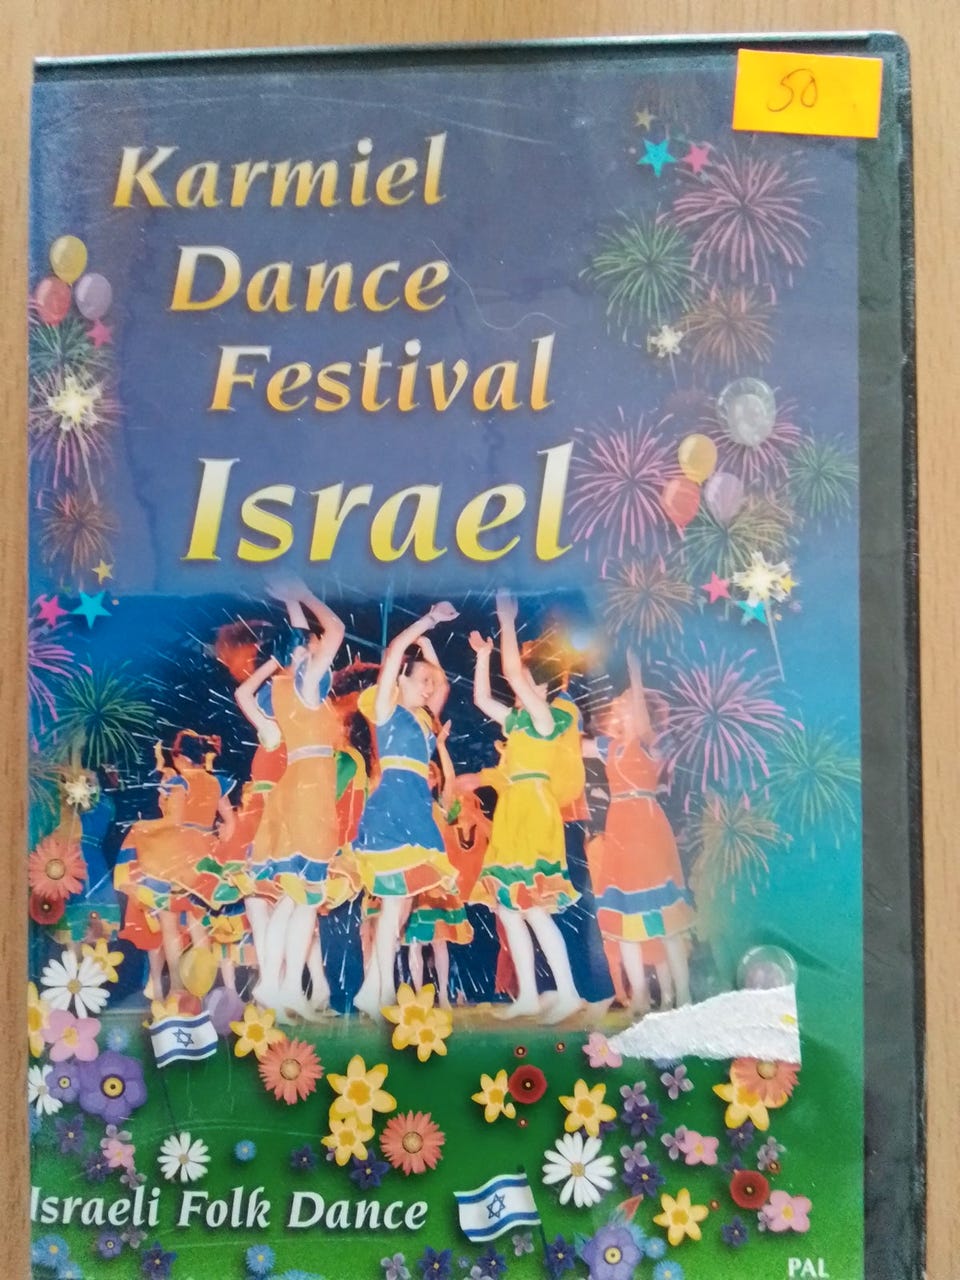 50
Karmiel
Dance
Festival
Israel
Israeli Folk Dance
PAL